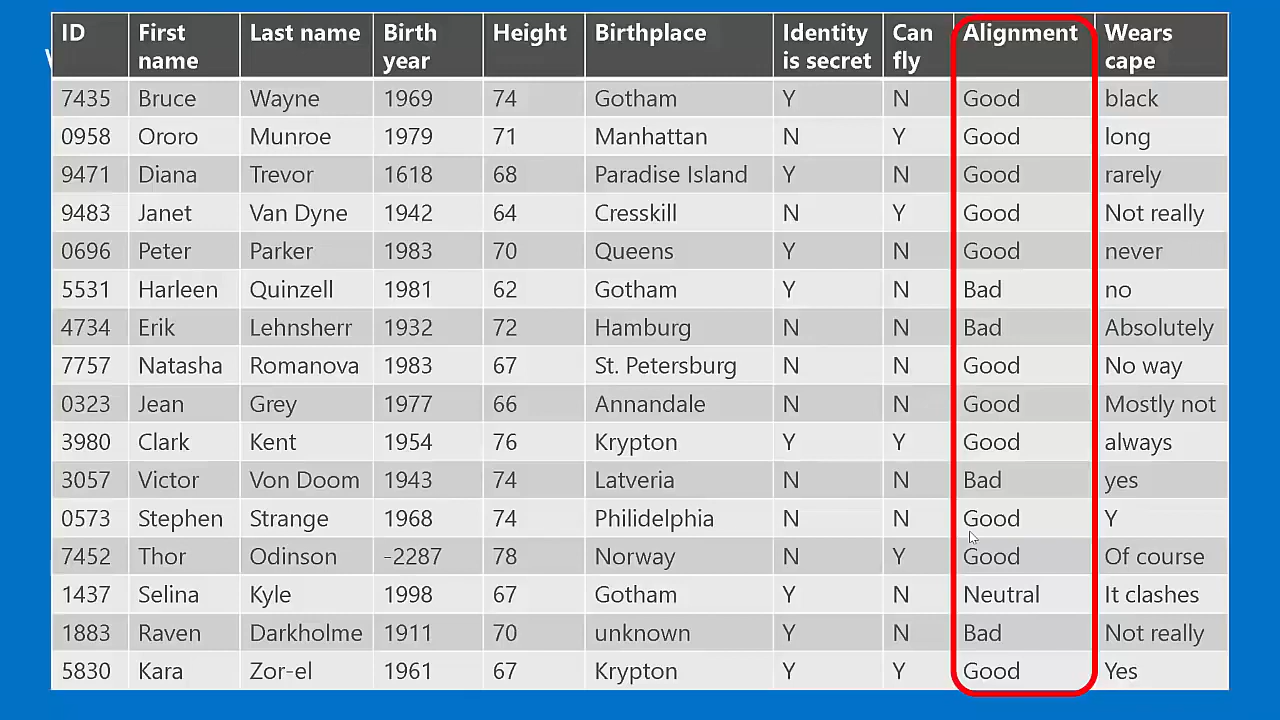 ID First name Last name Birth year Height Birthplace Identity is secret Can fly Alignment Wears cape
7435 Bruce Wayne 1969 74 Gotham Y N Good black
0958 Ororo Munroe 1979 71 Manhattan N Y Good long
9471 Diana Trevor 1618 68 Paradise Island Y N Good rarely
9483 Janet Van Dyne 1942 64 Cresskill N Y Good Not really
0696 Peter Parker 1983 70 Queens Y N Good never
5531 Harleen Quinzell 1981 62 Gotham Y N Bad no
4734 Erik Lehnsherr 1932 72 Hamburg N N Bad Absolutely
7757 Natasha Romanova 1983 67 St. Petersburg N N Good No way
0323 Jean Grey 1977 66 Annandale N N Good Mostly not
3980 Clark Kent 1954 76 Krypton Y Y Good always
3057 Victor Von Doom 1943 74 Latveria N N Bad yes
0573 Stephen Strange 1968 74 Philidelphia N N Good Y
7452 Thor Odinson -2287 78 Norway N Y Good Of course
1437 Selina Kyle 1998 67 Gotham Y N Neutral It clashes
1883 Raven Darkholme 1911 70 unknown Y N Bad Not really
5830 Kara Zor-el 1961 67 Krypton Y Y Good Yes